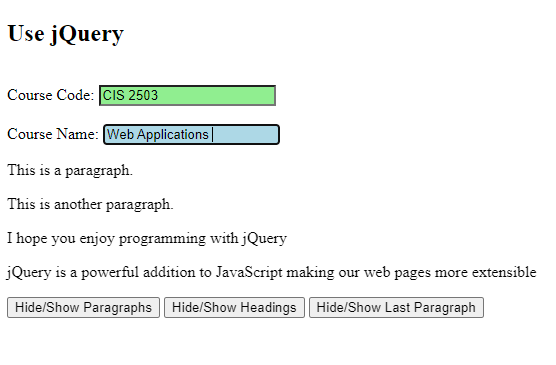 Use jQuery
Course Code: CIS 2503
Course Name: Web Applications
This is a paragraph.
This is another paragraph.
I hope you enjoy programming with jQuery
jQuery is a powerful addition to JavaScript making our web pages more extensible
Hide/Show Paragraphs Hide/Show Headings Hide/Show Last Paragraph